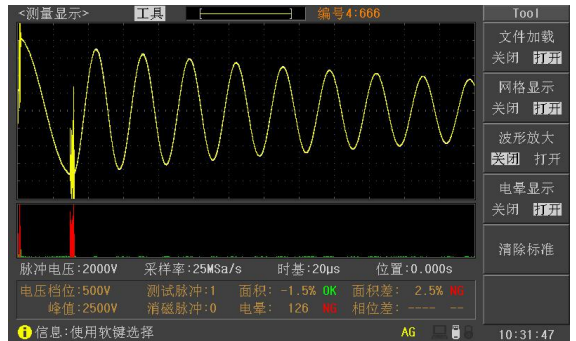 <测量显示> 工具 编号4:666 Tool
文件加载
关闭 打开
网格显示
关闭 打开
波形放大
关闭 打开
电晕显示
关闭 打开
清除标准
脉冲电压:2000V 采样率:25MSa/s 时基:20μs 位置:0.000s
电压档位:500V 测试脉冲:1 面积: -1.5% OK 面积差: 2.5% NG
峰值:2500V 消磁脉冲:0 电晕: 126 NG 相位差: ---- --
信息:使用软键选择 AG 10:31:47